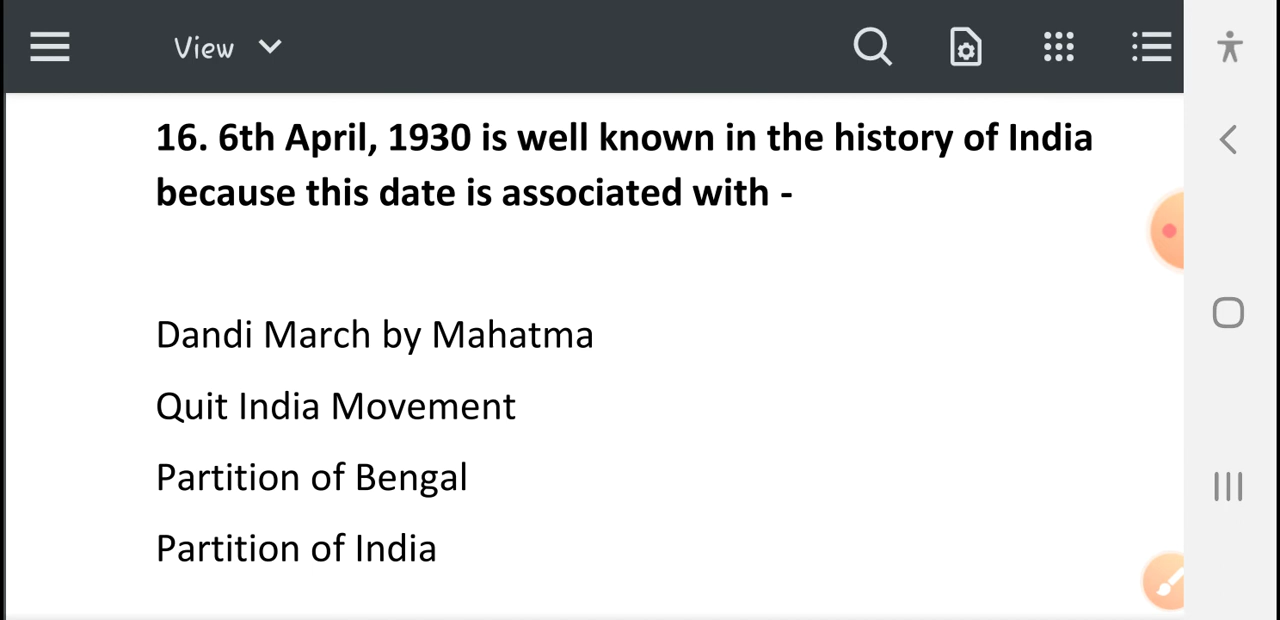 View
16. 6th April, 1930 is well known in the history of India
because this date is associated with -
Dandi March by Mahatma
Quit India Movement
Partition of Bengal
Partition of India